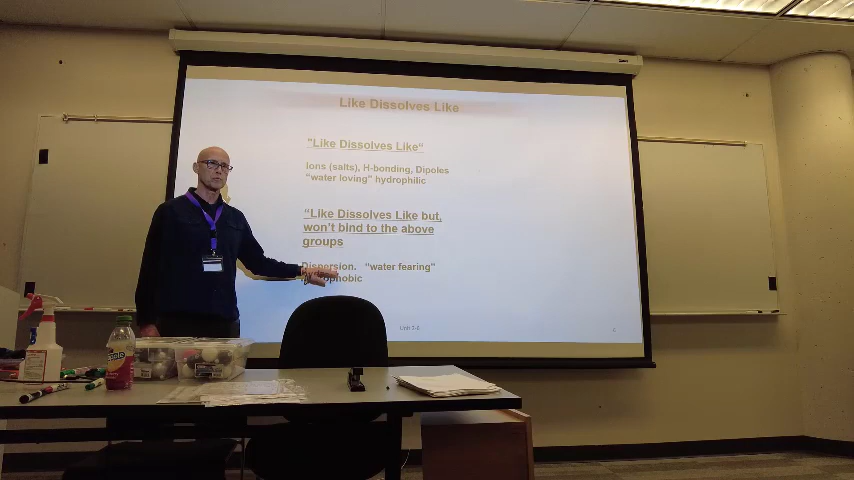 Like Dissolves Like
"Like Dissolves Like"
Ions (salts), H-bonding, Dipoles
"water loving" hydrophilic
"Like Dissolves Like but,
won't bind to the above
groups
Dispersion. "water fearing"